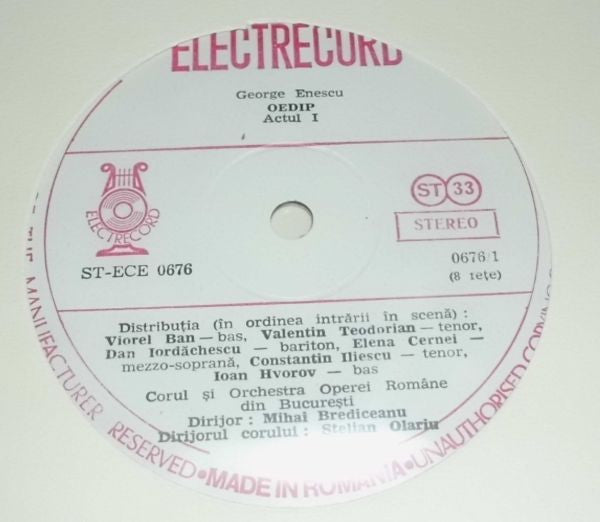 ELECTRECORD
George Enescu
OEDIP
Actul I
ELECTRECORD
ST 33
STEREO
ST-ECE 0676
0676/1
(8 fețe)
Distribuția (în ordinea intrării în scenă) :
Viorel Ban — bas, Valentin Teodorian — tenor,
Dan Iordăchescu — bariton, Elena Cernei —
mezzo-soprană, Constantin Iliescu — tenor,
Ioan Hvorov — bas
Corul și Orchestra Operei Române
din București
Dirijor : Mihai Brediceanu
Dirijorul corului : Stelian Olariu
MANUFACTURER RESERVED • MADE IN ROMANIA • UNAUTHORISED